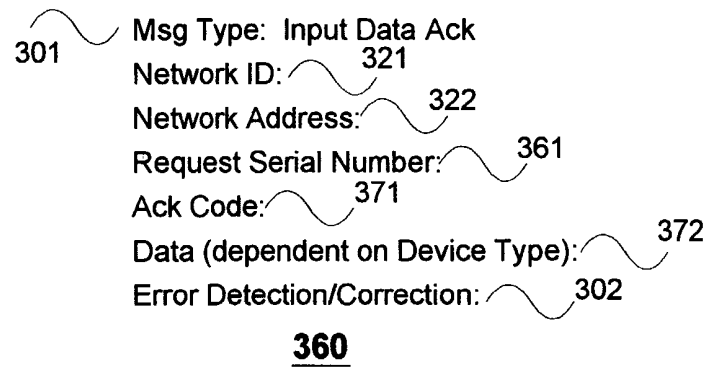 301 Msg Type: Input Data Ack
Network ID: 321
Network Address: 322
Request Serial Number: 361
Ack Code: 371
Data (dependent on Device Type): 372
Error Detection/Correction: 302
360